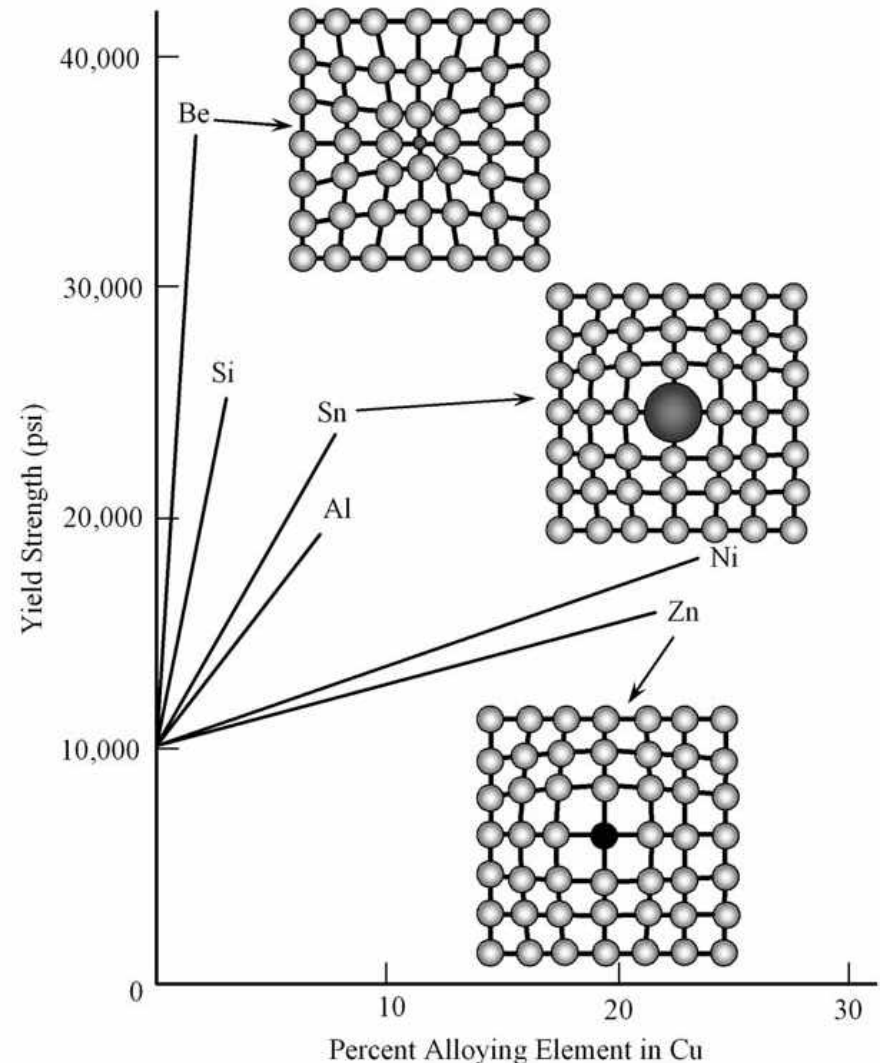 40,000
Be
30,000
Si
Sn
20,000
Al
Ni
Zn
10,000
0
10
20
30
Yield Strength (psi)
Percent Alloying Element in Cu